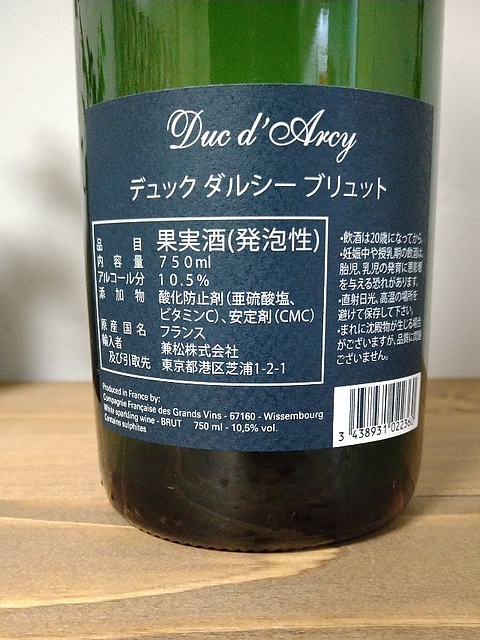 Duc d'Arcy
デュック ダルシー ブリュット
品目 果実酒(発泡性)
内容量 750ml
アルコール分 10.5%
添加物 酸化防止剤(亜硫酸塩、
ビタミンC)、安定剤(CMC)
原産国名 フランス
輸入者 兼松株式会社
及び引取先 東京都港区芝浦1-2-1
・飲酒は20歳になってから。
・妊娠中や授乳期の飲酒は、
胎児、乳児の発育に悪影響
を与える恐れがあります。
・直射日光、高温の場所を
避けて保存して下さい。
・まれに沈殿物が生じる場合
がございますが、品質に問題
ございません。
Produced in France by:
Compagnie Française des Grands Vins - 67160 - Wissembourg
White sparkling wine - BRUT 750 ml - 10,5% vol.
Contains sulphites
3 438931 022360